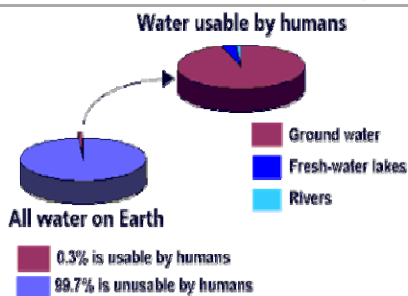 Water usable by humans
Ground water
Fresh-water lakes
Rivers
All water on Earth
0.3% is usable by humans
99.7% is unusable by humans